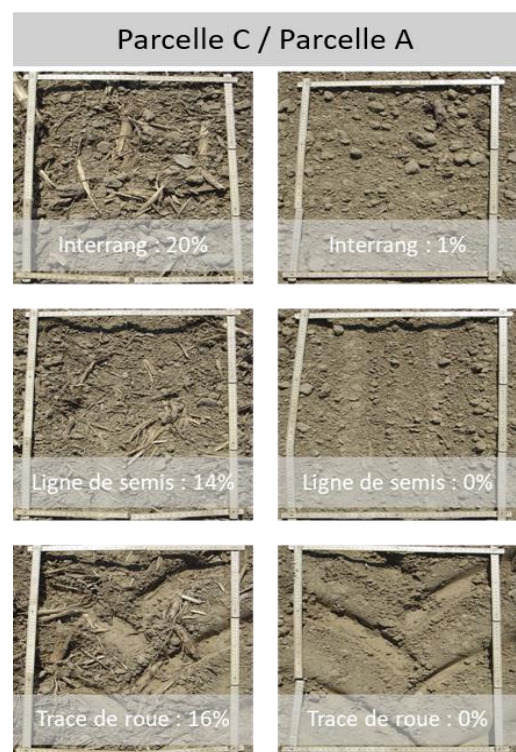 Parcelle C / Parcelle A
Interrang : 20%
Interrang : 1%
Ligne de semis : 14%
Ligne de semis : 0%
Trace de roue : 16%
Trace de roue : 0%